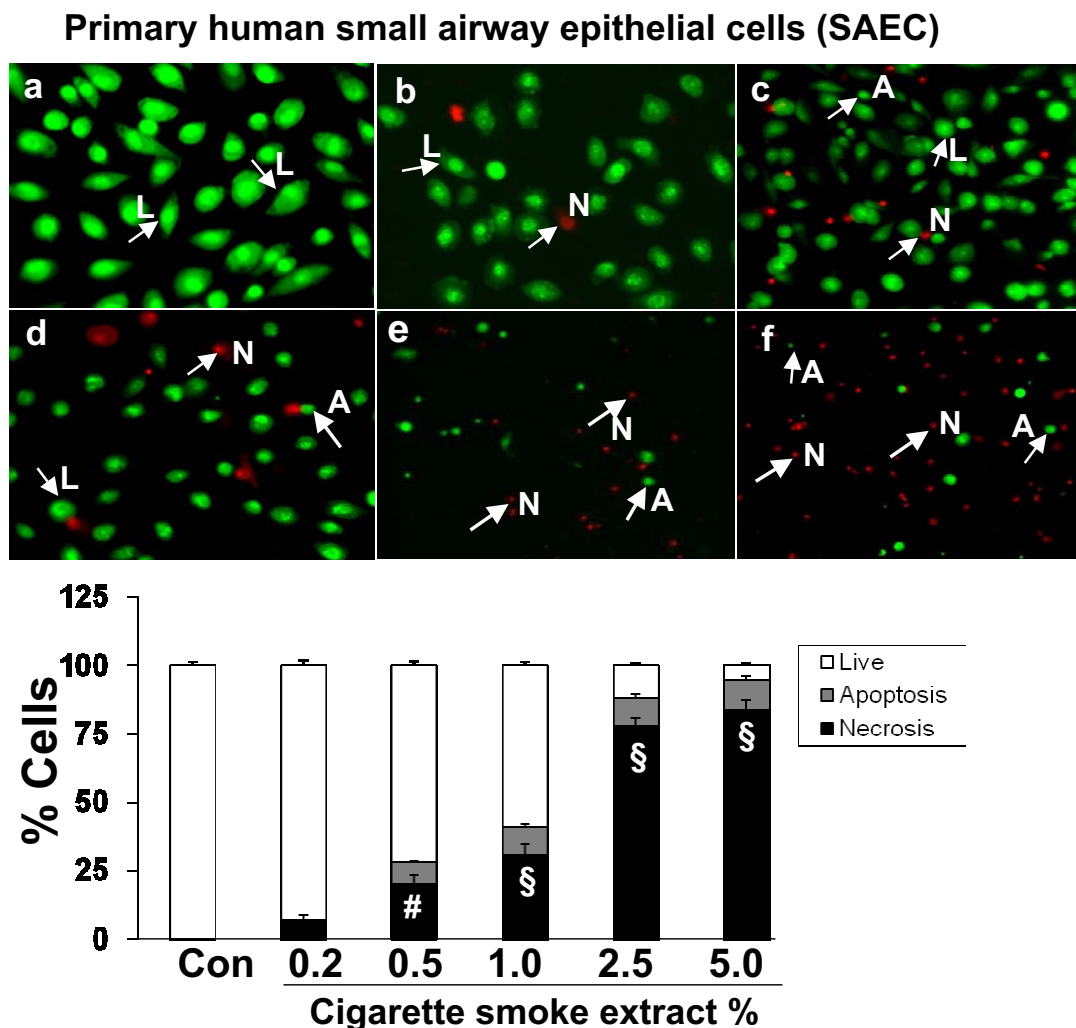 Primary human small airway epithelial cells (SAEC)
a
L
L
b
L
N
c
A
L
N
d
N
A
L
e
N
N
A
f
A
N
A
N
125
100
75
50
25
0
% Cells
#
§
§
§
Live
Apoptosis
Necrosis
Con 0.2 0.5 1.0 2.5 5.0
Cigarette smoke extract %